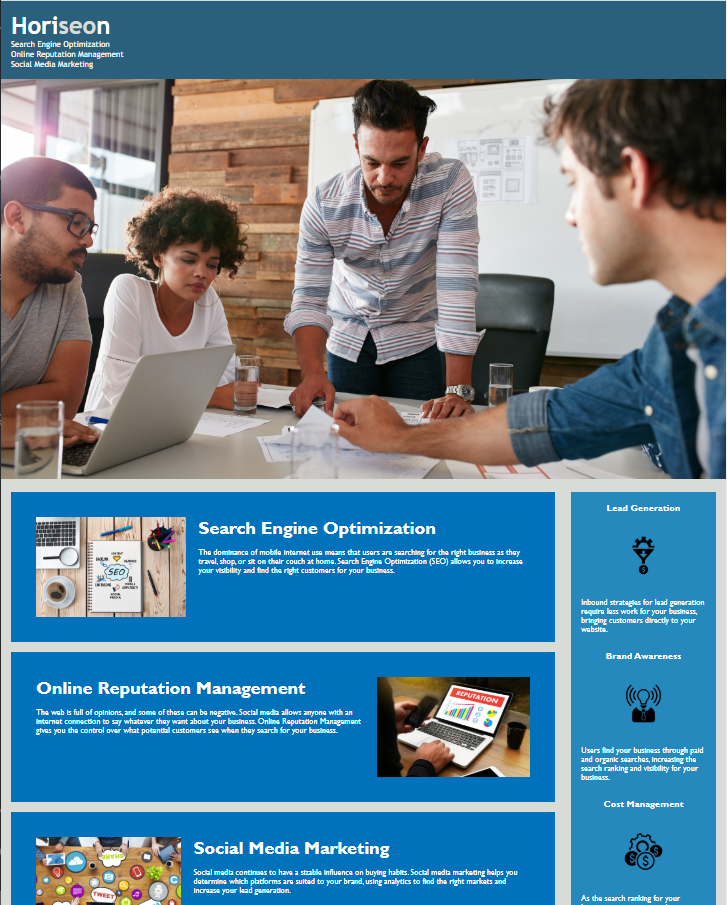 Horiseon
Search Engine Optimization
Online Reputation Management
Social Media Marketing
SEO
Search Engine Optimization
The dominance of mobile internet use means that users are searching for the right business as they
travel, shop, or sit on their couch at home. Search Engine Optimization (SEO) allows you to increase
your visibility and find the right customers for your business.
Online Reputation Management
The web is full of opinions, and some of these can be negative. Social media allows anyone with an
internet connection to say whatever they want about your business. Online Reputation Management
gives you the control over what potential customers see when they search for your business.
REPUTATION
SHARE
TWEET
Social Media Marketing
Social media continues to have a sizable influence on buying habits. Social media marketing helps you
determine which platforms are suited to your brand, using analytics to find the right markets and
increase your lead generation.
Lead Generation
Inbound strategies for lead generation
require less work for your business,
bringing customers directly to your
website.
Brand Awareness
Users find your business through paid
and organic searches, increasing the
search ranking and visibility for your
business.
Cost Management
As the search ranking for your